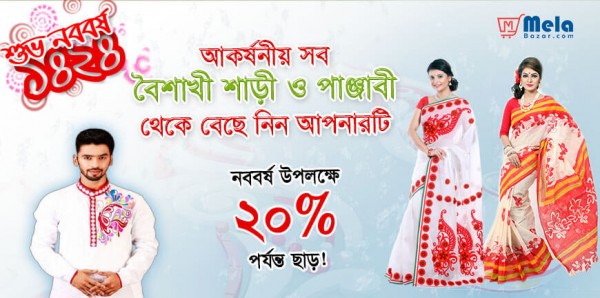 শুভ নববর্ষ
১৪২৪
Mela
Bazar.com
আকর্ষনীয় সব
বৈশাখী শাড়ী ও পাঞ্জাবী
থেকে বেছে নিন আপনারটি
নববর্ষ উপলক্ষে
২০%
পর্যন্ত ছাড়!